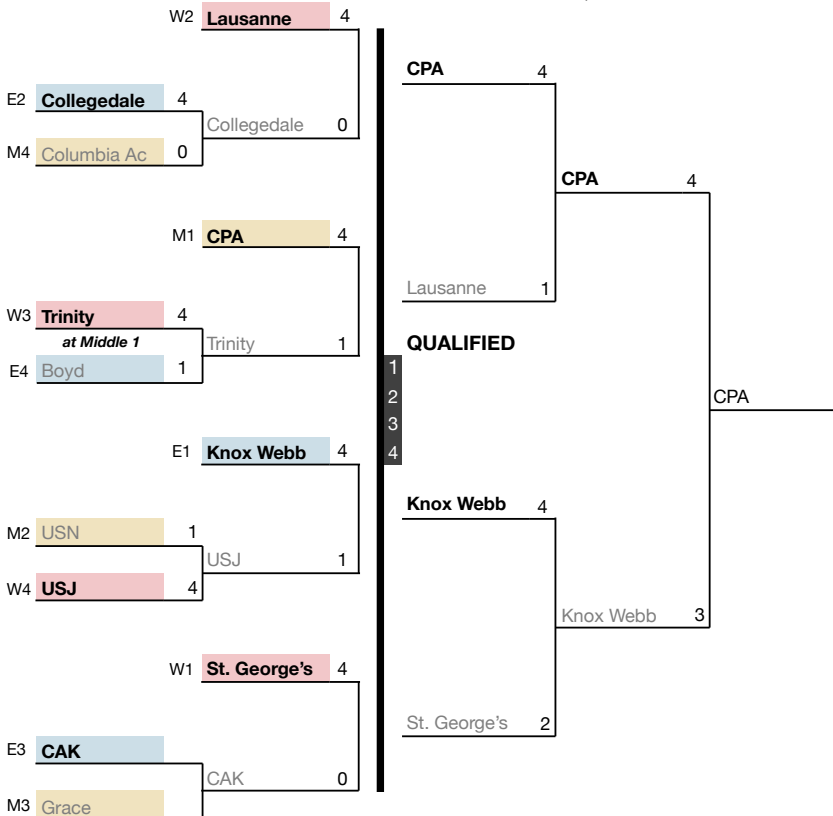 W2 Lausanne 4
E2 Collegedale 4
Collegedale 0
M4 Columbia Ac 0
M1 CPA 4
W3 Trinity 4
at Middle 1
Trinity 1
E4 Boyd 1
E1 Knox Webb 4
M2 USN 1
USJ 1
W4 USJ 4
W1 St. George's 4
E3 CAK
CAK 0
M3 Grace
CPA 4
CPA 4
Lausanne 1
QUALIFIED
1
2
3
4
CPA
Knox Webb 4
Knox Webb 3
St. George's 2